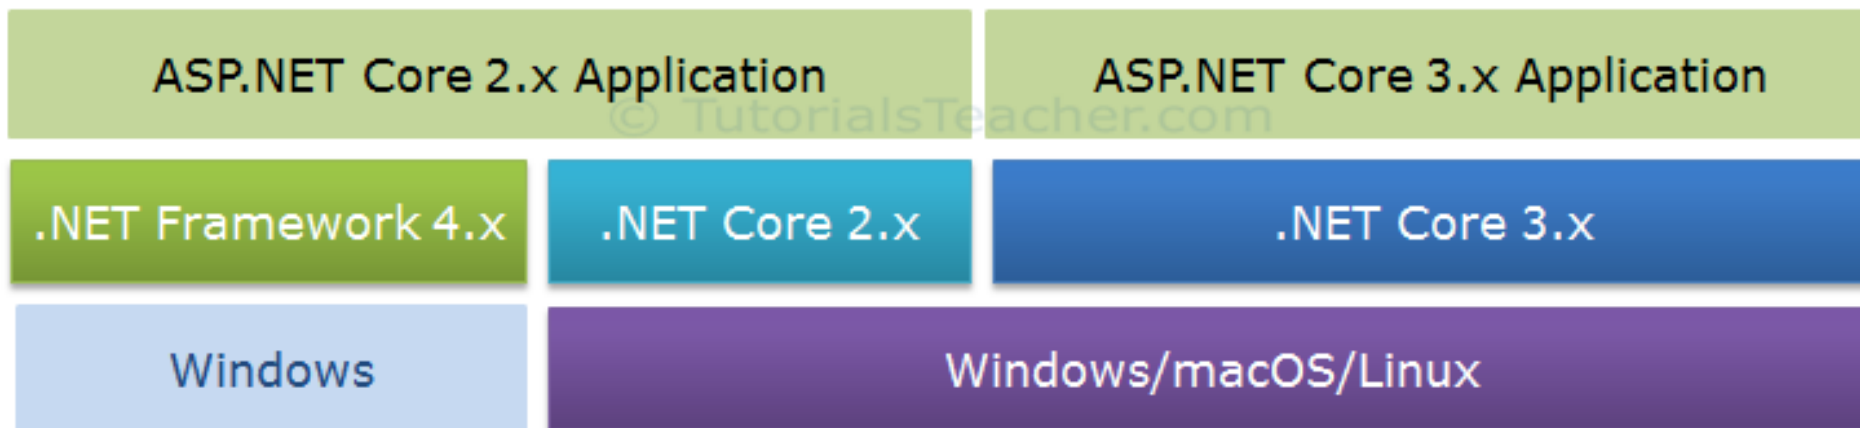 ASP.NET Core 2.x Application
ASP.NET Core 3.x Application
© TutorialsTeacher.com
.NET Framework 4.x
.NET Core 2.x
.NET Core 3.x
Windows
Windows/macOS/Linux